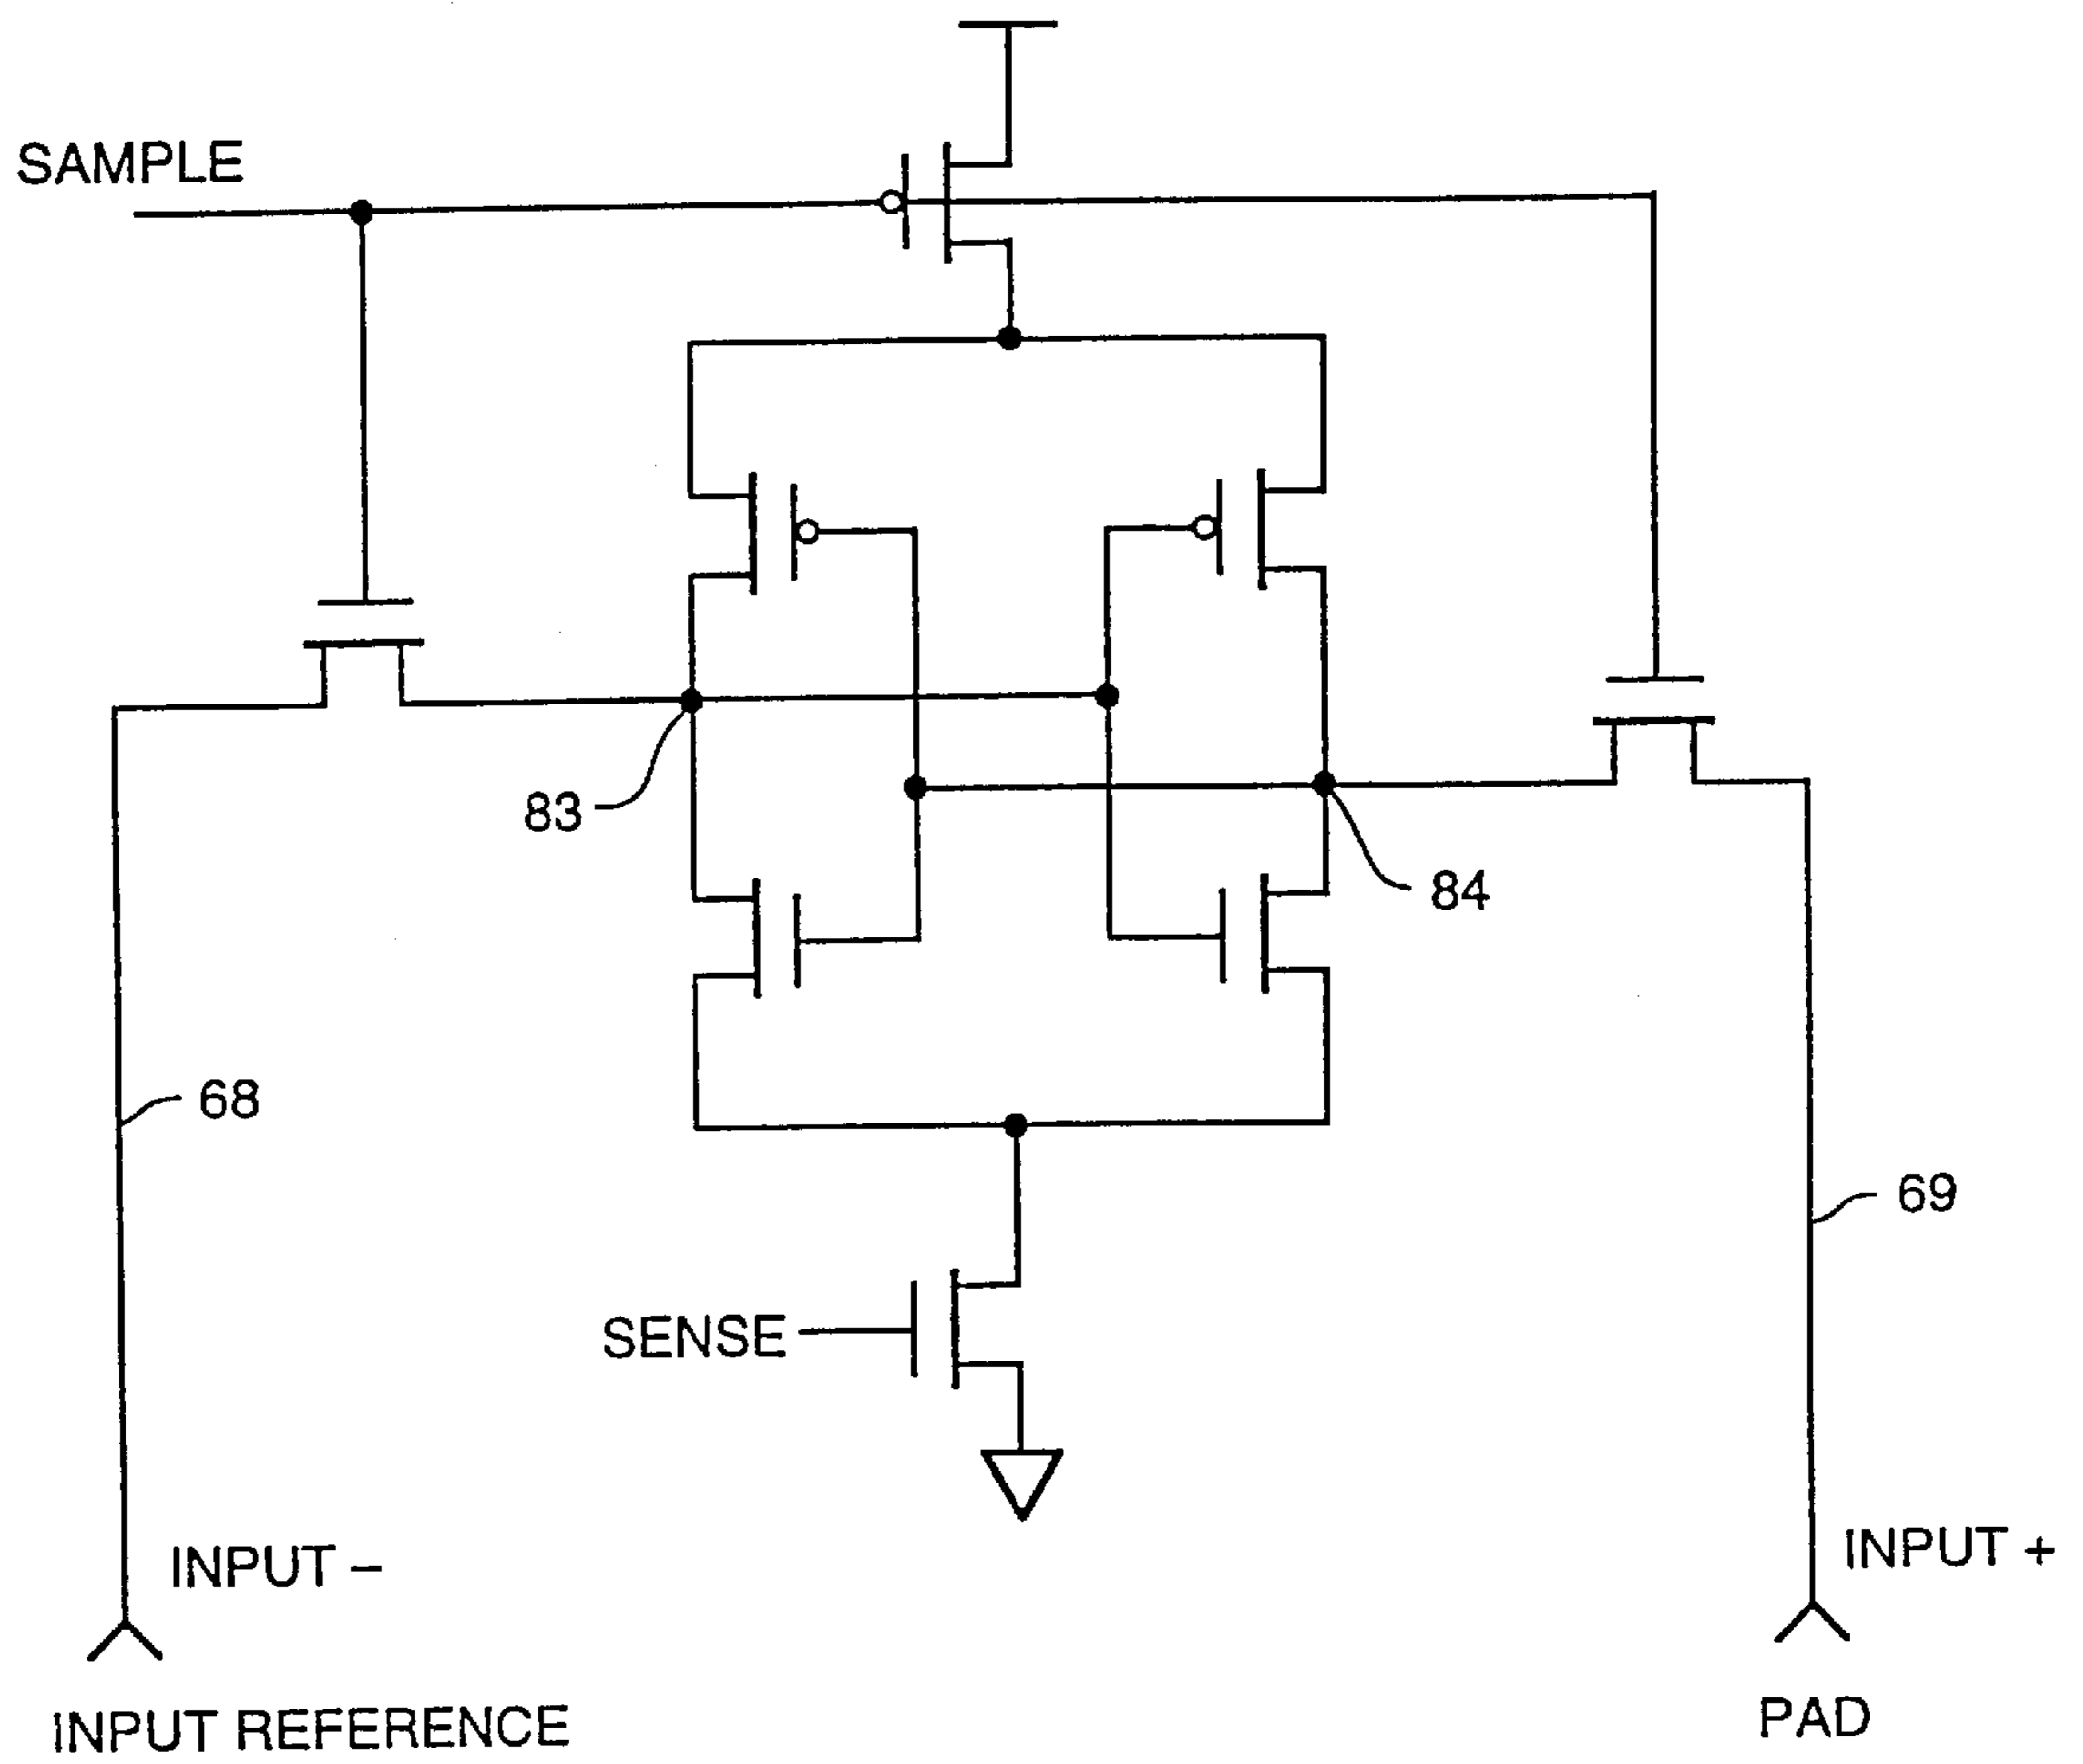 SAMPLE
83
84
68
69
SENSE
INPUT –
INPUT +
INPUT REFERENCE
PAD